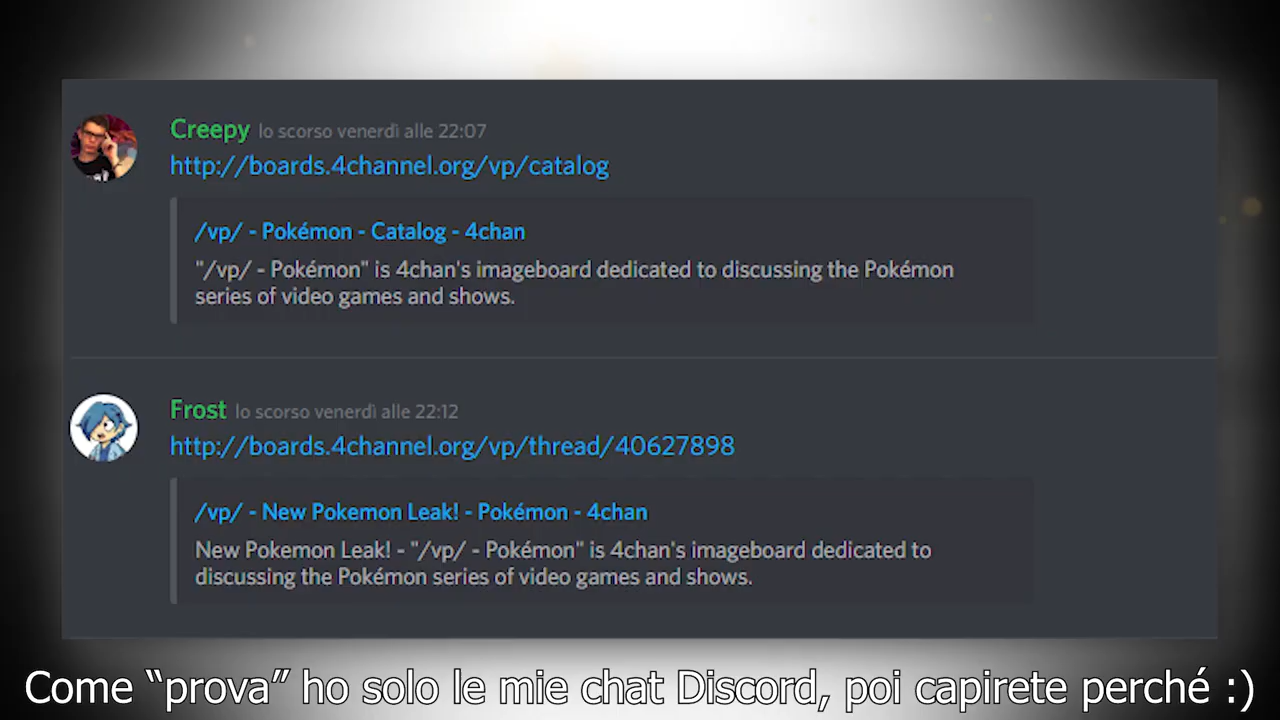 Creepy lo scorso venerdì alle 22:07
http://boards.4channel.org/vp/catalog
/vp/ - Pokémon - Catalog - 4chan
"/vp/ - Pokémon" is 4chan's imageboard dedicated to discussing the Pokémon
series of video games and shows.
Frost lo scorso venerdì alle 22:12
http://boards.4channel.org/vp/thread/40627898
/vp/ - New Pokemon Leak! - Pokémon - 4chan
New Pokemon Leak! - "/vp/ - Pokémon" is 4chan's imageboard dedicated to
discussing the Pokémon series of video games and shows.
Come “prova” ho solo le mie chat Discord, poi capirete perché :)